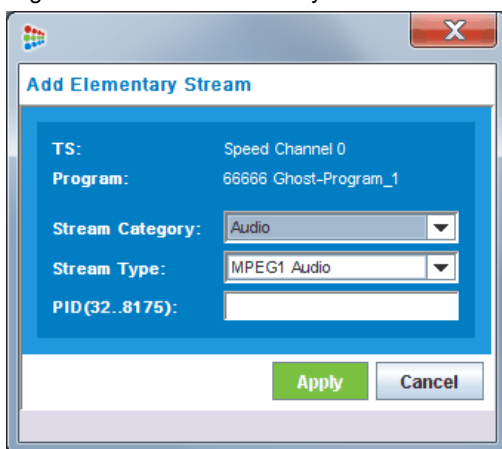 X
Add Elementary Stream
TS: Speed Channel 0
Program: 66666 Ghost-Program_1
Stream Category: Audio
Stream Type: MPEG1 Audio
PID(32..8175):
Apply Cancel